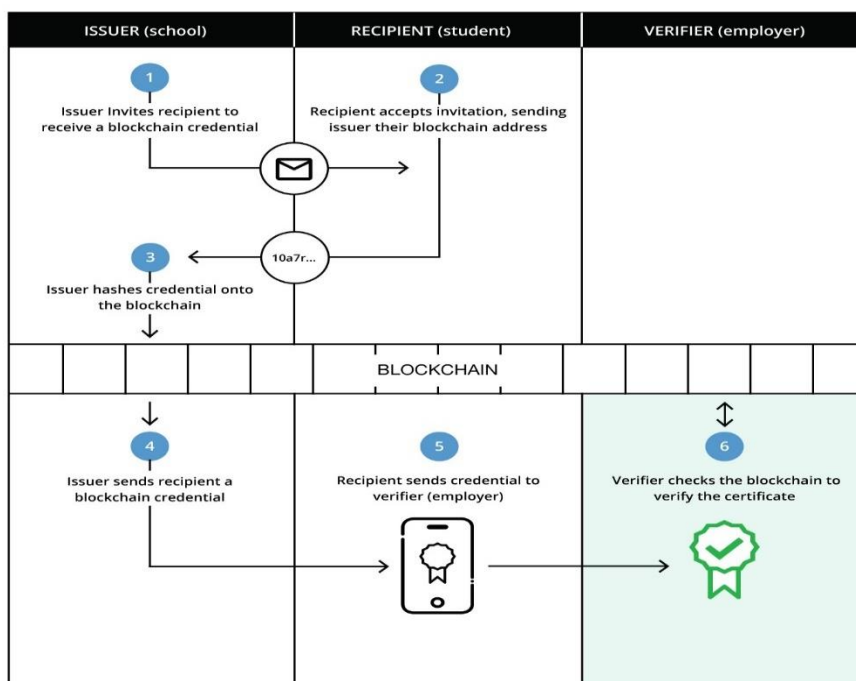 ISSUER (school)
RECIPIENT (student)
VERIFIER (employer)
1
Issuer Invites recipient to
receive a blockchain credential
2
Recipient accepts invitation, sending
issuer their blockchain address
3
10a7r...
Issuer hashes credential onto
the blockchain
BLOCKCHAIN
4
Issuer sends recipient a
blockchain credential
5
Recipient sends credential to
verifier (employer)
6
Verifier checks the blockchain to
verify the certificate